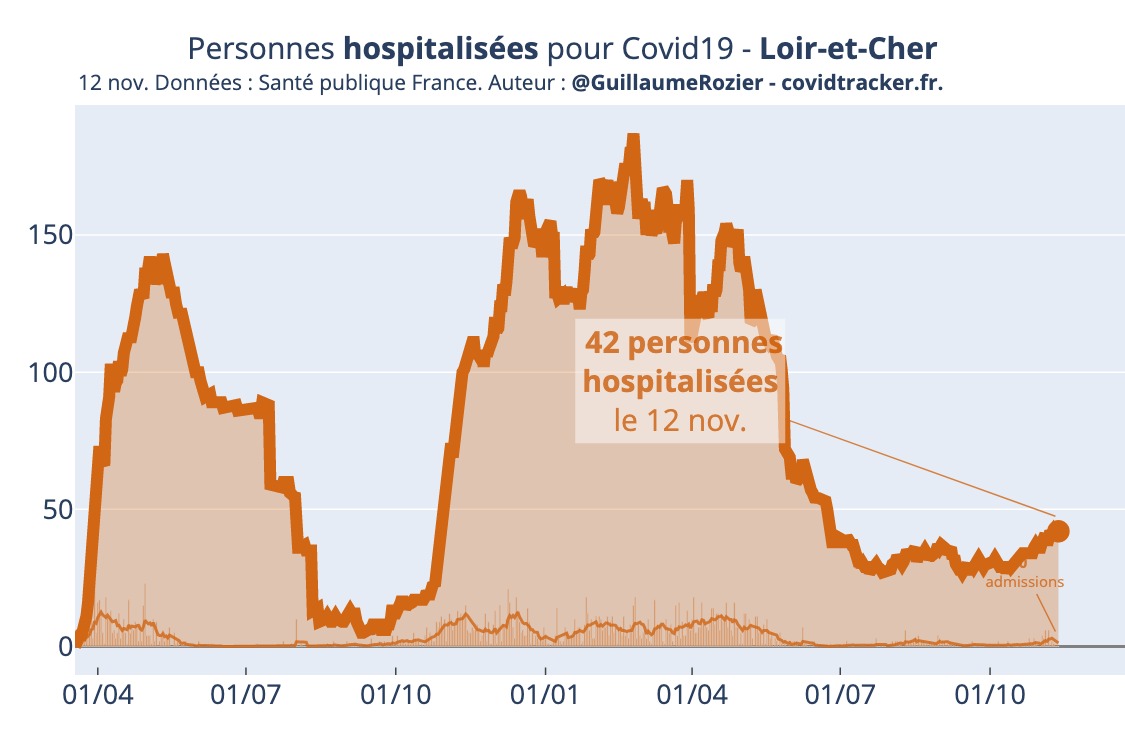 Personnes hospitalisées pour Covid19 - Loir-et-Cher
12 nov. Données : Santé publique France. Auteur : @GuillaumeRozier - covidtracker.fr.
150
100
50
0
42 personnes
hospitalisées
le 12 nov.
admissions
01/04
01/07
01/10
01/01
01/04
01/07
01/10